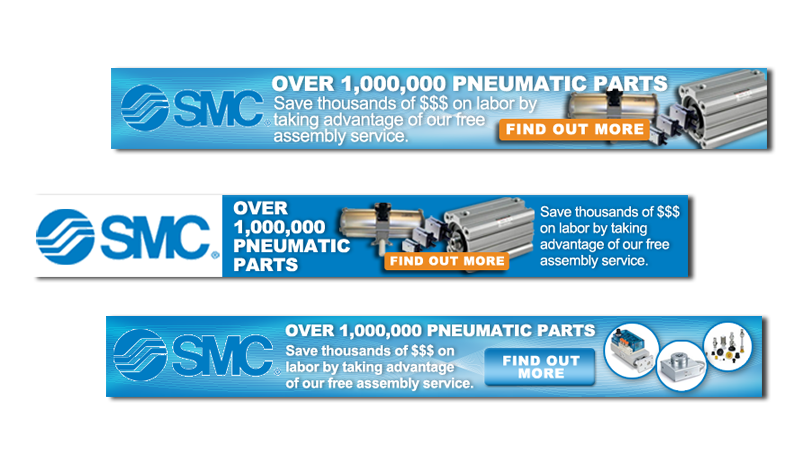 SMC®
OVER 1,000,000 PNEUMATIC PARTS
Save thousands of $$$ on labor by
taking advantage of our free
assembly service.
FIND OUT MORE
SMC®
OVER
1,000,000
PNEUMATIC
PARTS
FIND OUT MORE
Save thousands of $$$
on labor by taking
advantage of our free
assembly service.
SMC®
OVER 1,000,000 PNEUMATIC PARTS
Save thousands of $$$ on
labor by taking advantage
of our free assembly service.
FIND OUT
MORE